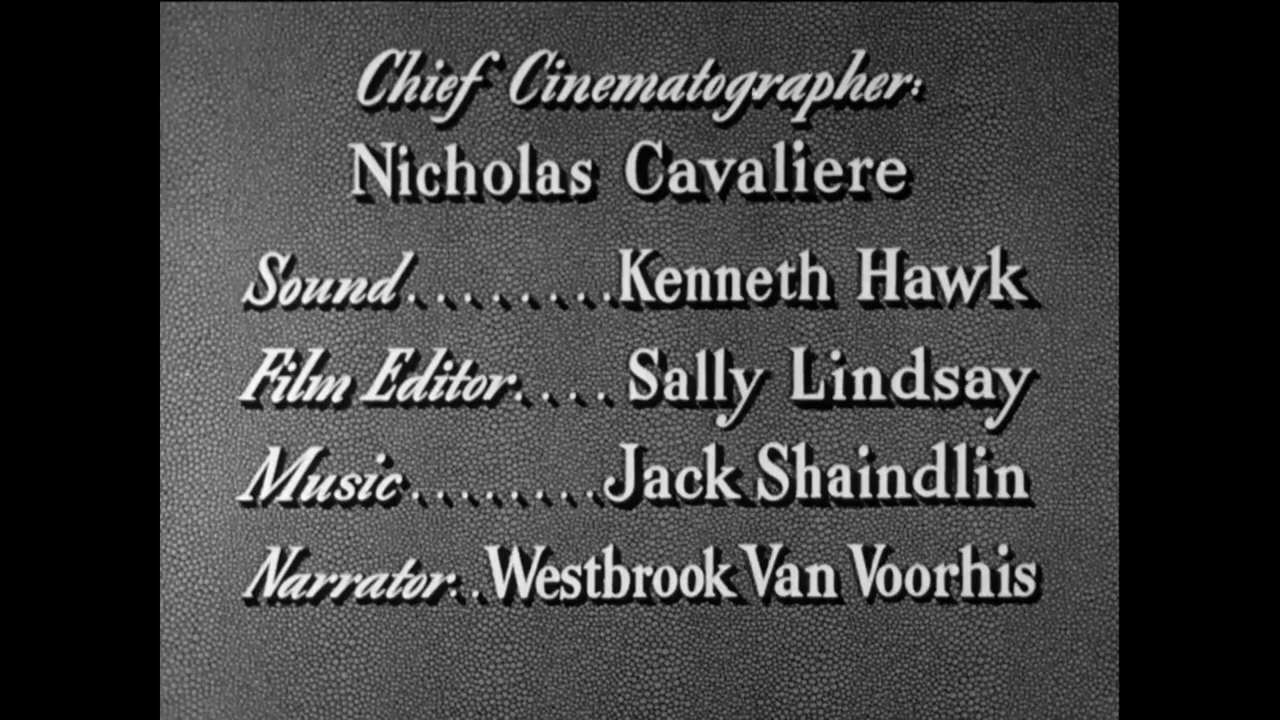 Chief Cinematographer:
Nicholas Cavaliere
Sound.........Kenneth Hawk
Film Editor.... Sally Lindsay
Music........Jack Shaindlin
Narrator..Westbrook Van Voorhis